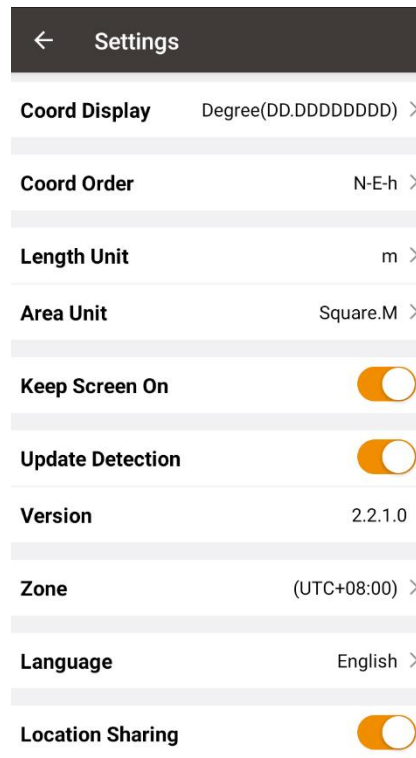 Settings
Coord Display Degree(DD.DDDDDDDD)
Coord Order N-E-h
Length Unit m
Area Unit Square.M
Keep Screen On
Update Detection
Version 2.2.1.0
Zone (UTC+08:00)
Language English
Location Sharing